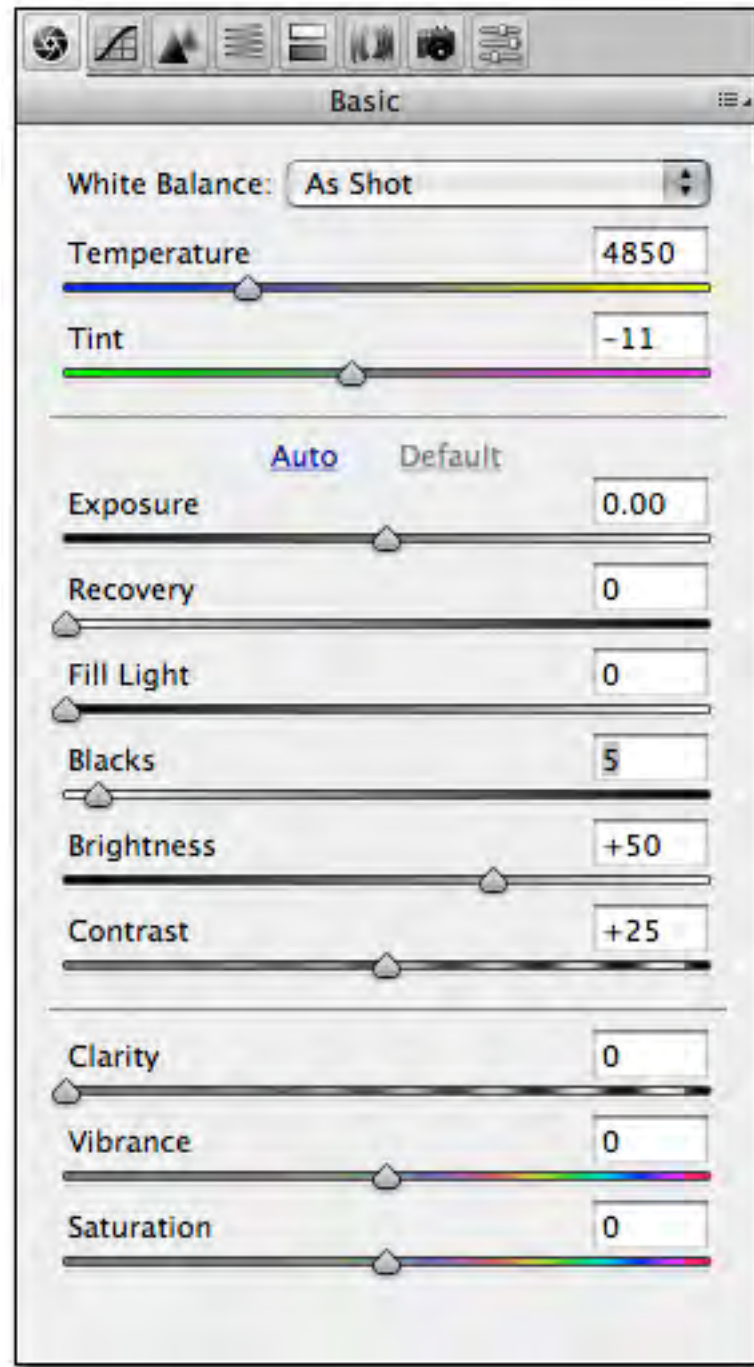 Basic
White Balance: As Shot
Temperature 4850
Tint -11
Auto Default
Exposure 0.00
Recovery 0
Fill Light 0
Blacks 5
Brightness +50
Contrast +25
Clarity 0
Vibrance 0
Saturation 0